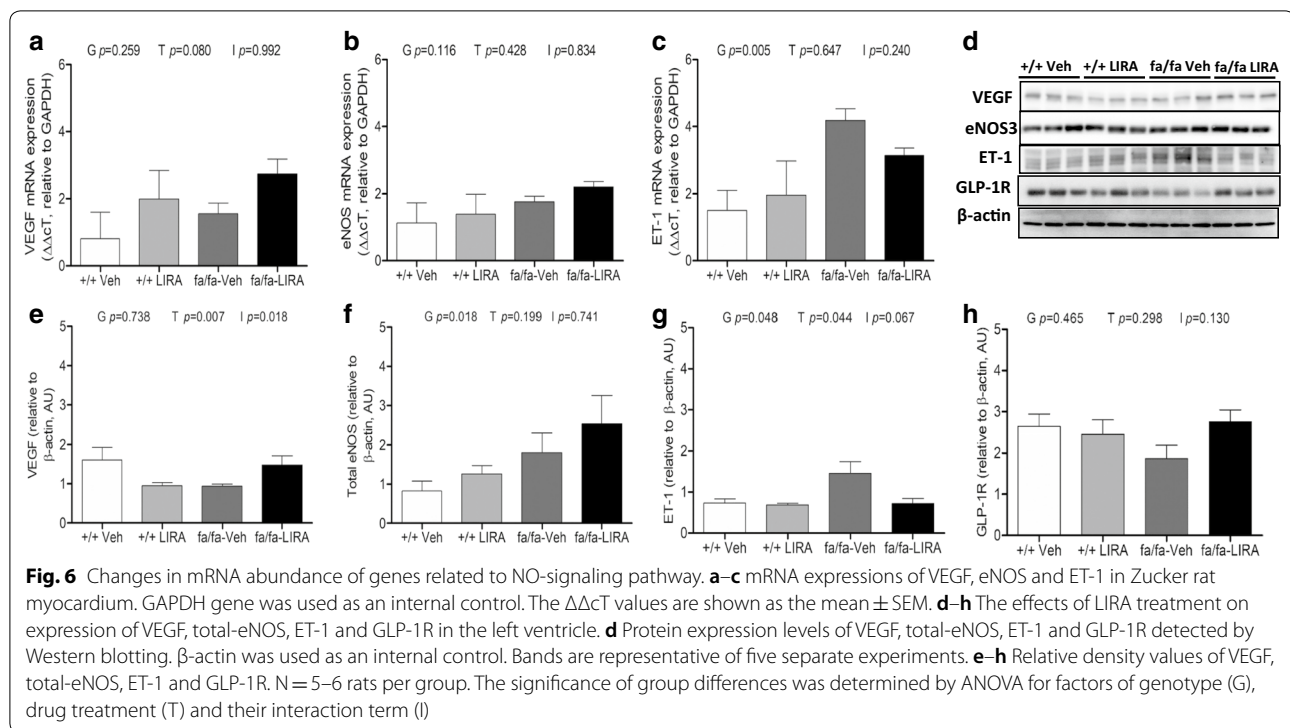 a
G p=0.259 T p=0.080 I p=0.992
VEGF mRNA expression
(ΔΔcT, relative to GAPDH)
6
4
2
0
+/+ Veh +/+ LIRA fa/fa-Veh fa/fa-LIRA
b
G p=0.116 T p=0.428 I p=0.834
eNOS mRNA expression
(ΔΔcT, relative to GAPDH)
6
4
2
0
+/+ Veh +/+ LIRA fa/fa-Veh fa/fa-LIRA
c
G p=0.005 T p=0.647 I p=0.240
ET-1 mRNA expression
(ΔΔcT, relative to GAPDH)
6
4
2
0
+/+ Veh +/+ LIRA fa/fa-Veh fa/fa-LIRA
d
+/+ Veh +/+ LIRA fa/fa Veh fa/fa LIRA
VEGF
eNOS3
ET-1
GLP-1R
β-actin
e
G p=0.738 T p=0.007 I p=0.018
VEGF (relative to
β-actin, AU)
5
4
3
2
1
0
+/+ Veh +/+ LIRA fa/fa-Veh fa/fa-LIRA
f
G p=0.018 T p=0.199 I p=0.741
Total eNOS (relative to
β-actin, AU)
5
4
3
2
1
0
+/+ Veh +/+ LIRA fa/fa-Veh fa/fa-LIRA
g
G p=0.048 T p=0.044 I p=0.067
ET-1 (relative to β-actin, AU)
5
4
3
2
1
0
+/+ Veh +/+ LIRA fa/fa-Veh fa/fa-LIRA
h
G p=0.465 T p=0.298 I p=0.130
GLP-1R (relative to β-actin, AU)
5
4
3
2
1
0
+/+ Veh +/+ LIRA fa/fa-Veh fa/fa-LIRA
Fig. 6 Changes in mRNA abundance of genes related to NO-signaling pathway. a–c mRNA expressions of VEGF, eNOS and ET-1 in Zucker rat
myocardium. GAPDH gene was used as an internal control. The ΔΔcT values are shown as the mean ± SEM. d–h The effects of LIRA treatment on
expression of VEGF, total-eNOS, ET-1 and GLP-1R in the left ventricle. d Protein expression levels of VEGF, total-eNOS, ET-1 and GLP-1R detected by
Western blotting. β-actin was used as an internal control. Bands are representative of five separate experiments. e–h Relative density values of VEGF,
total-eNOS, ET-1 and GLP-1R. N = 5–6 rats per group. The significance of group differences was determined by ANOVA for factors of genotype (G),
drug treatment (T) and their interaction term (I)